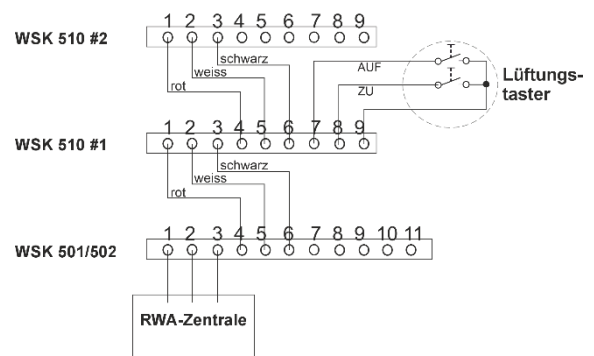 1 2 3 4 5 6 7 8 9
WSK 510 #2
schwarz
weiss
rot
AUF
ZU
Lüftungs-
taster
1 2 3 4 5 6 7 8 9
WSK 510 #1
schwarz
weiss
rot
1 2 3 4 5 6 7 8 9 10 11
WSK 501/502
RWA-Zentrale